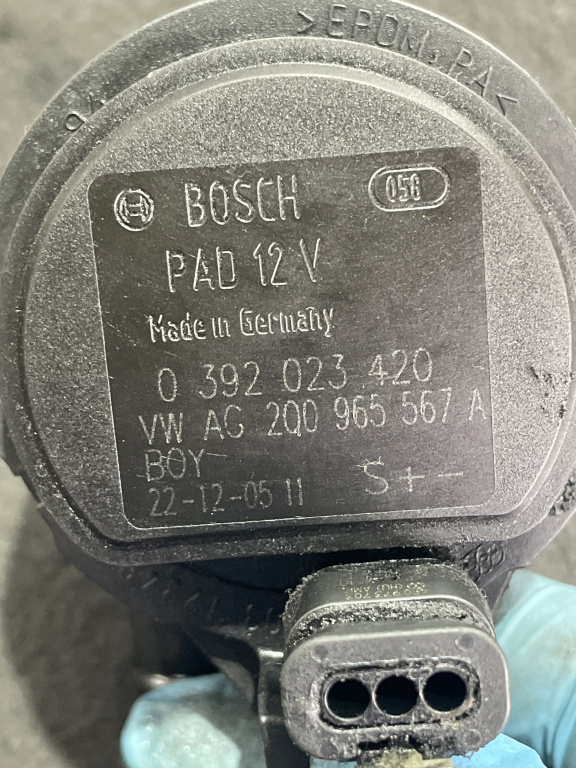 >EPDM, PA<
BOSCH 056
PAD 12 V
Made in Germany
0 392 023 420
VW AG 2Q0 965 567 A
BOY
22-12-05 11 S + -